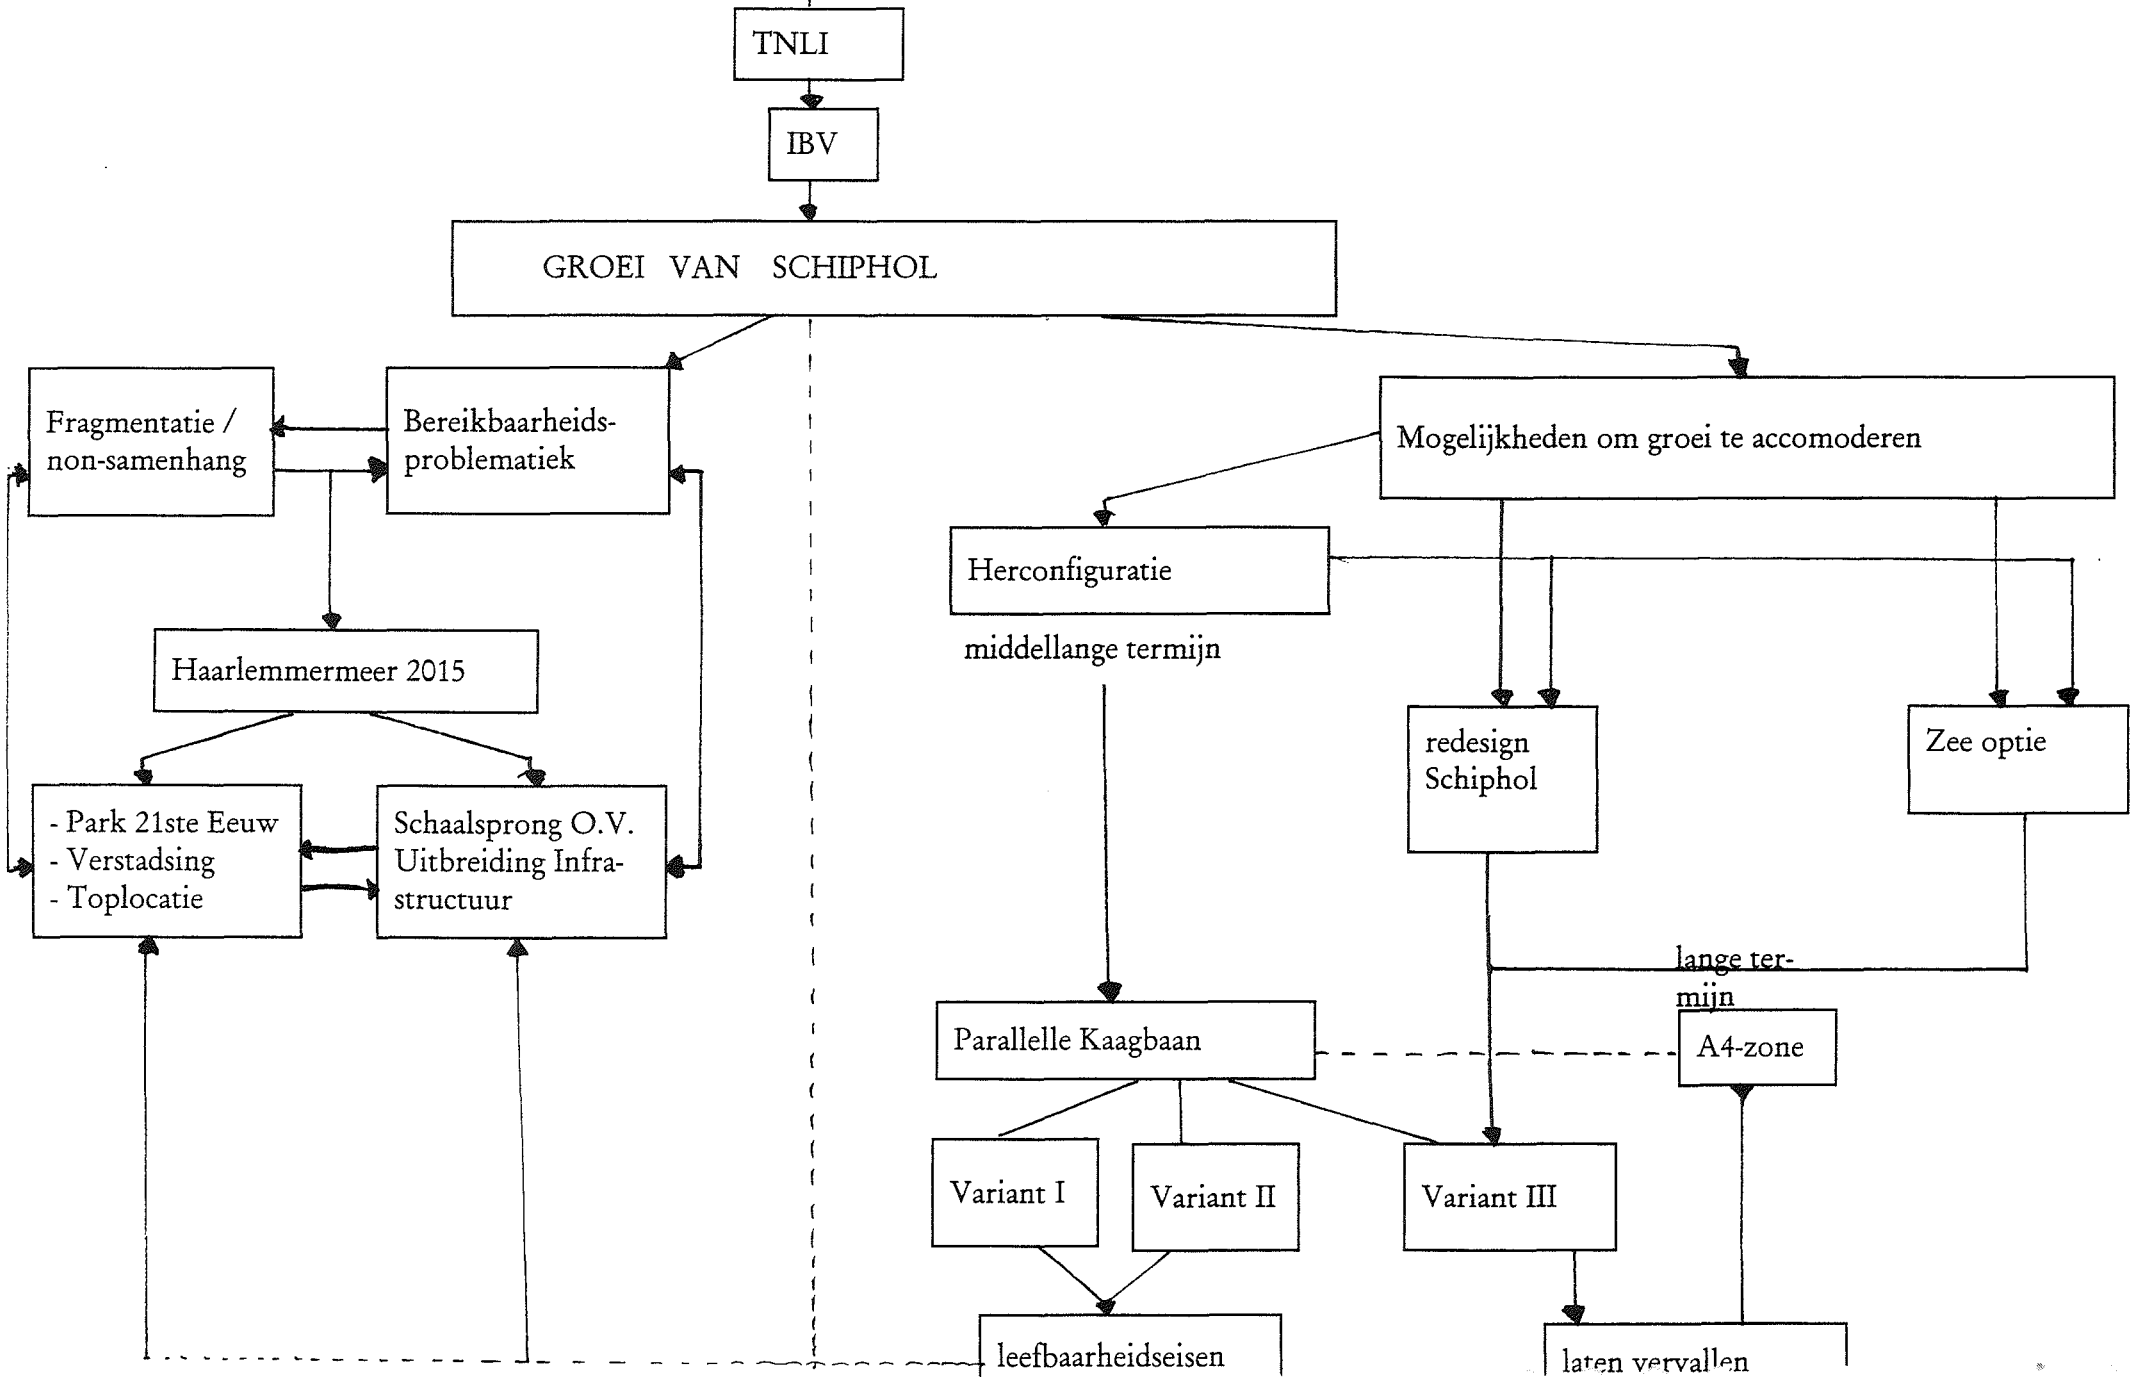 TNLI
IBV
GROEI VAN SCHIPHOL
Fragmentatie /
non-samenhang
Bereikbaarheids-
problematiek
Mogelijkheden om groei te accomoderen
Herconfiguratie
middellange termijn
Haarlemmermeer 2015
redesign
Schiphol
Zee optie
- Park 21ste Eeuw
- Verstadsing
- Toplocatie
Schaalsprong O.V.
Uitbreiding Infra-
structuur
lange ter-
mijn
Parallelle Kaagbaan
A4-zone
Variant I
Variant II
Variant III
leefbaarheidseisen
laten vervallen